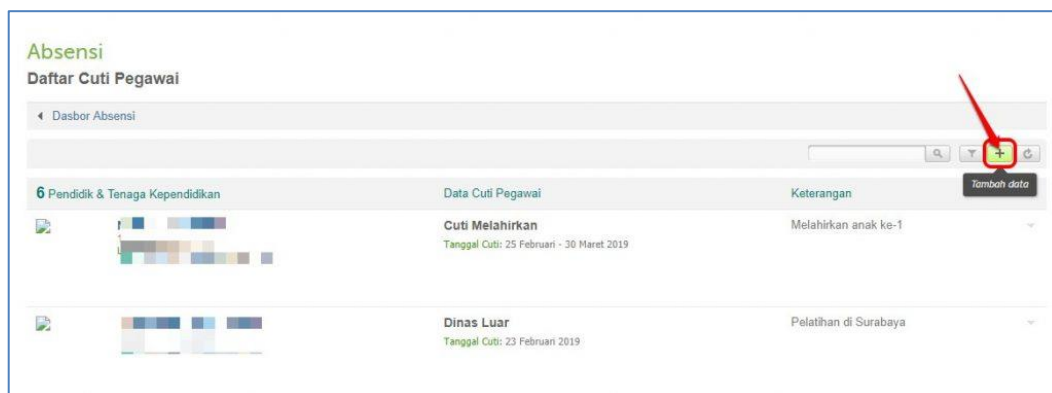 Absensi
Daftar Cuti Pegawai
Dasbor Absensi
Tambah data
6 Pendidik & Tenaga Kependidikan Data Cuti Pegawai Keterangan
Cuti Melahirkan Melahirkan anak ke-1
Tanggal Cuti: 25 Februari - 30 Maret 2019
Dinas Luar Pelatihan di Surabaya
Tanggal Cuti: 23 Februari 2019